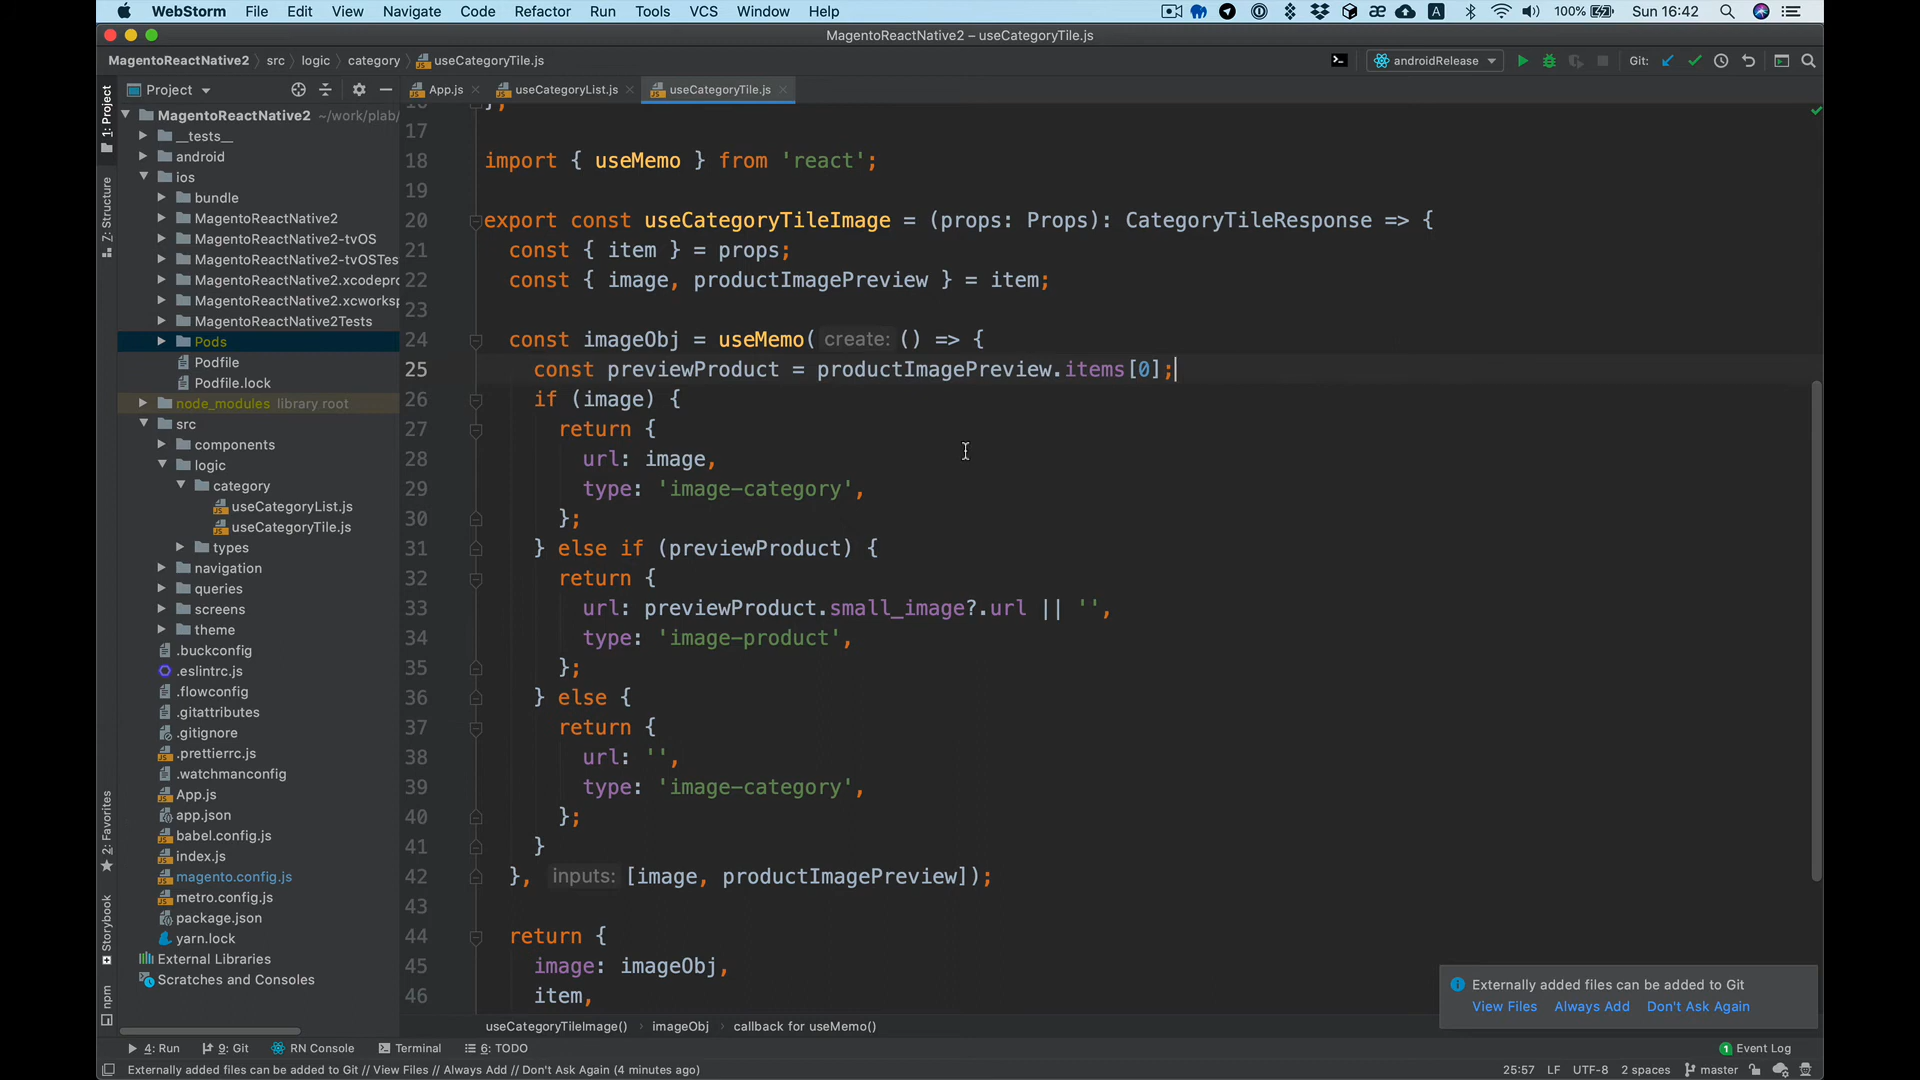 WebStorm File Edit View Navigate Code Refactor Run Tools VCS Window Help
100% Sun 16:42
MagentoReactNative2 – useCategoryTile.js
MagentoReactNative2 src logic category useCategoryTile.js
androidRelease Git:
Project
App.js useCategoryList.js useCategoryTile.js
1: Project
Z: Structure
2: Favorites
Storybook
npm
MagentoReactNative2 ~/work/plab/
__tests__
android
ios
bundle
MagentoReactNative2
MagentoReactNative2-tvOS
MagentoReactNative2-tvOSTes
MagentoReactNative2.xcodepro
MagentoReactNative2.xcworksp
MagentoReactNative2Tests
Pods
Podfile
Podfile.lock
node_modules library root
src
components
logic
category
useCategoryList.js
useCategoryTile.js
types
navigation
queries
screens
theme
.buckconfig
.eslintrc.js
.flowconfig
.gitattributes
.gitignore
.prettierrc.js
.watchmanconfig
App.js
app.json
babel.config.js
index.js
magento.config.js
metro.config.js
package.json
yarn.lock
External Libraries
Scratches and Consoles
17
18 import { useMemo } from 'react';
19
20 export const useCategoryTileImage = (props: Props): CategoryTileResponse => {
21 const { item } = props;
22 const { image, productImagePreview } = item;
23
24 const imageObj = useMemo( create: () => {
25 const previewProduct = productImagePreview.items[0];
26 if (image) {
27 return {
28 url: image,
29 type: 'image-category',
30 };
31 } else if (previewProduct) {
32 return {
33 url: previewProduct.small_image?.url || '',
34 type: 'image-product',
35 };
36 } else {
37 return {
38 url: '',
39 type: 'image-category',
40 };
41 }
42 }, inputs: [image, productImagePreview]);
43
44 return {
45 image: imageObj,
46 item,
Externally added files can be added to Git
View Files Always Add Don't Ask Again
useCategoryTileImage() imageObj callback for useMemo()
4: Run 9: Git RN Console Terminal 6: TODO
1 Event Log
Externally added files can be added to Git // View Files // Always Add // Don't Ask Again (4 minutes ago)
25:57 LF UTF-8 2 spaces master